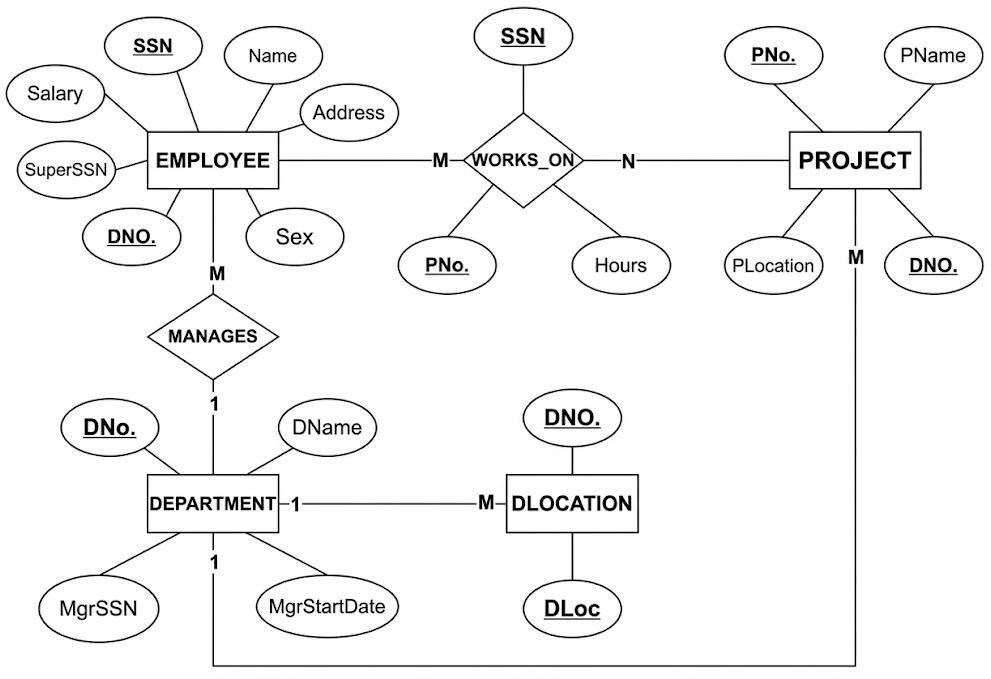 SSN
Name
Salary
Address
EMPLOYEE
SuperSSN
DNO.
Sex
M
WORKS_ON
N
SSN
PNo.
Hours
PNo.
PName
PROJECT
PLocation
DNO.
M
M
MANAGES
1
DNo.
DName
DEPARTMENT
1
M
DLOCATION
DNO.
DLoc
1
MgrSSN
MgrStartDate